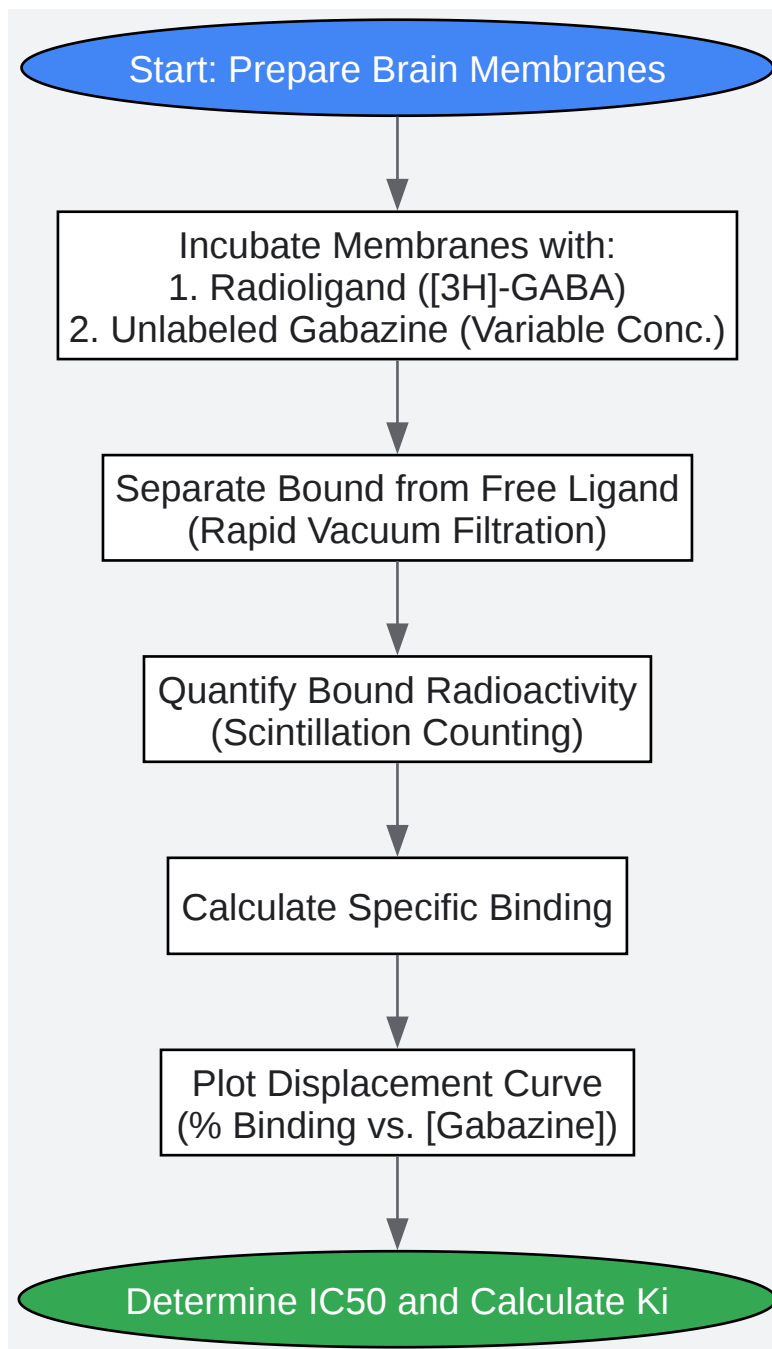 Start: Prepare Brain Membranes
Incubate Membranes with:
1. Radioligand ([3H]-GABA)
2. Unlabeled Gabazine (Variable Conc.)
Separate Bound from Free Ligand
(Rapid Vacuum Filtration)
Quantify Bound Radioactivity
(Scintillation Counting)
Calculate Specific Binding
Plot Displacement Curve
(% Binding vs. [Gabazine])
Determine IC50 and Calculate Ki